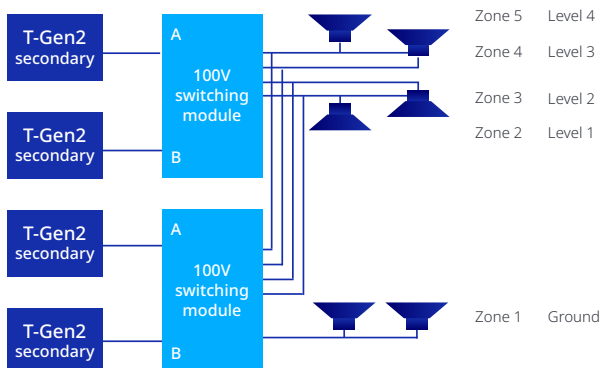 T-Gen2
secondary
A
100V
switching
module
B
T-Gen2
secondary
T-Gen2
secondary
A
100V
switching
module
B
T-Gen2
secondary
Zone 5 Level 4
Zone 4 Level 3
Zone 3 Level 2
Zone 2 Level 1
Zone 1 Ground